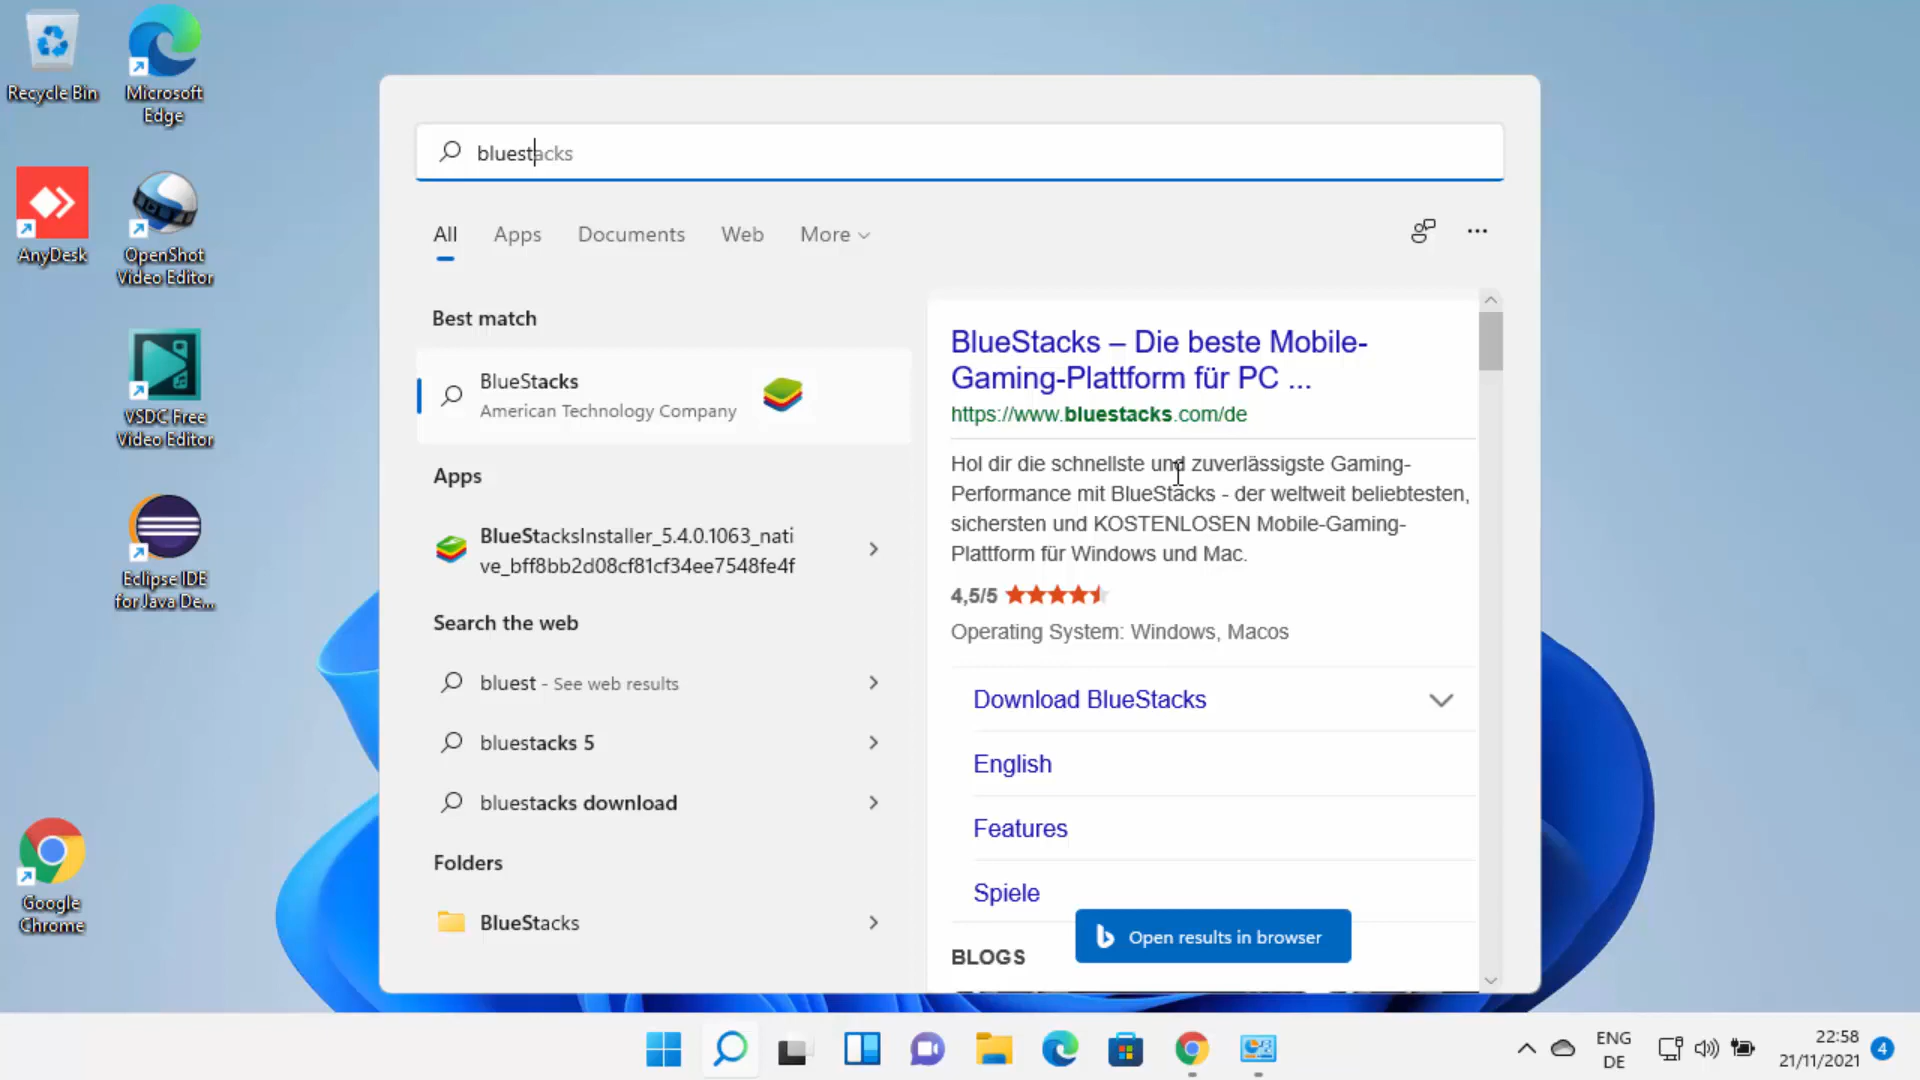 Recycle Bin
Microsoft
Edge
AnyDesk
OpenShot
Video Editor
VSDC Free
Video Editor
Eclipse IDE
for Java De...
Google
Chrome
bluestacks
All
Apps
Documents
Web
More
Best match
BlueStacks
American Technology Company
Apps
BlueStacksInstaller_5.4.0.1063_nati
ve_bff8bb2d08cf81cf34ee7548fe4f
Search the web
bluest - See web results
bluestacks 5
bluestacks download
Folders
BlueStacks
BlueStacks – Die beste Mobile-
Gaming-Plattform für PC ...
https://www.bluestacks.com/de
Hol dir die schnellste und zuverlässigste Gaming-
Performance mit BlueStacks - der weltweit beliebtesten,
sichersten und KOSTENLOSEN Mobile-Gaming-
Plattform für Windows und Mac.
4,5/5
Operating System: Windows, Macos
Download BlueStacks
English
Features
Spiele
Open results in browser
BLOGS
ENG
DE
22:58
21/11/2021
4